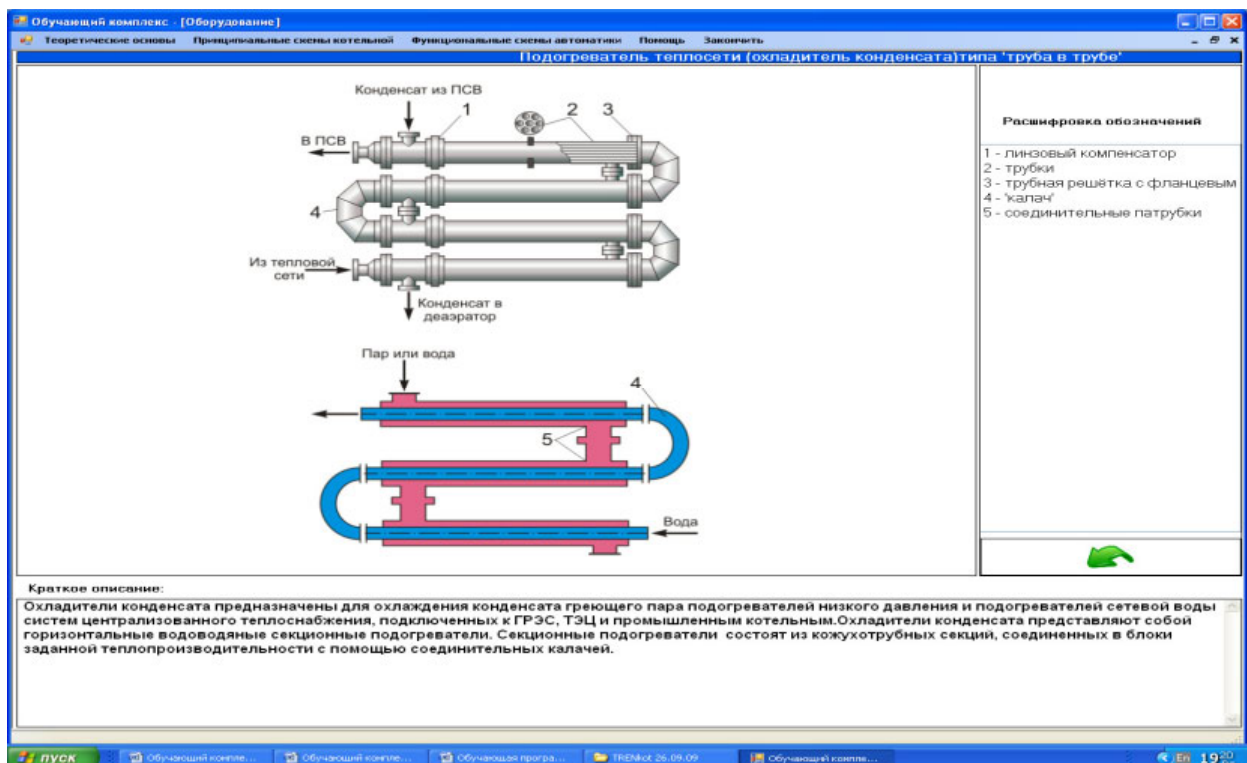 Обучающий комплекс - [Оборудование]
Теоретические основы Принципиальные схемы котельной Функциональные схемы автоматики Помощь Закончить
Подогреватель теплосети (охладитель конденсата)типа 'труба в трубе'
Конденсат из ПСВ
1 2 3
В ПСВ
4
Из тепловой
сети
Конденсат в
деаэратор
Пар или вода
4
5
Вода
Расшифровка обозначений
1 - линзовый компенсатор
2 - трубки
3 - трубная решётка с фланцевым
4 - 'калач'
5 - соединительные патрубки
Краткое описание:
Охладители конденсата предназначены для охлаждения конденсата греющего пара подогревателей низкого давления и подогревателей сетевой воды
систем централизованного теплоснабжения, подключенных к ГРЭС, ТЭЦ и промышленным котельным.Охладители конденсата представляют собой
горизонтальные водоводяные секционные подогреватели. Секционные подогреватели состоят из кожухотрубных секций, соединенных в блоки
заданной теплопроизводительности с помощью соединительных калачей.
пуск Обучающий компле... Обучающий компле... Обучающая програ... TRENkot 26.09.09 Обучающий компле... En 19:20